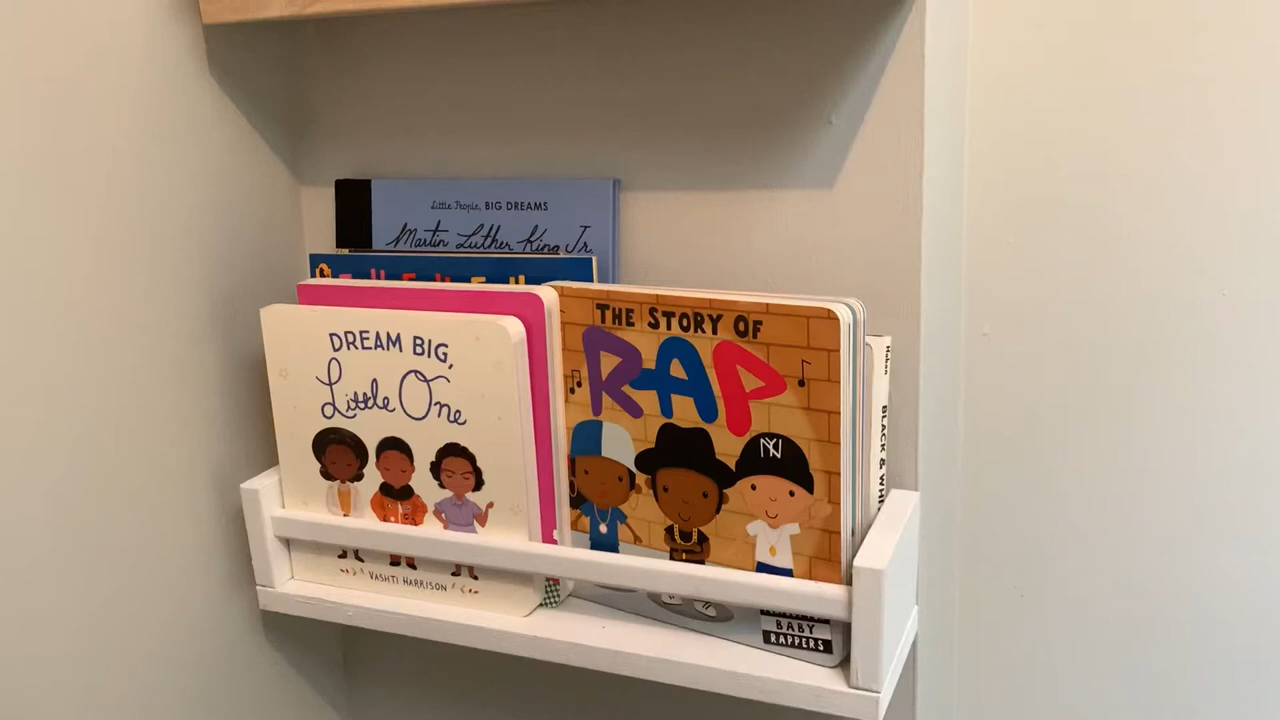 Little People, BIG DREAMS
Martin Luther King Jr.
DREAM BIG,
Little One
VASHTI HARRISON
THE STORY OF
RAP
NY
BABY
RAPPERS
BLACK & WHI